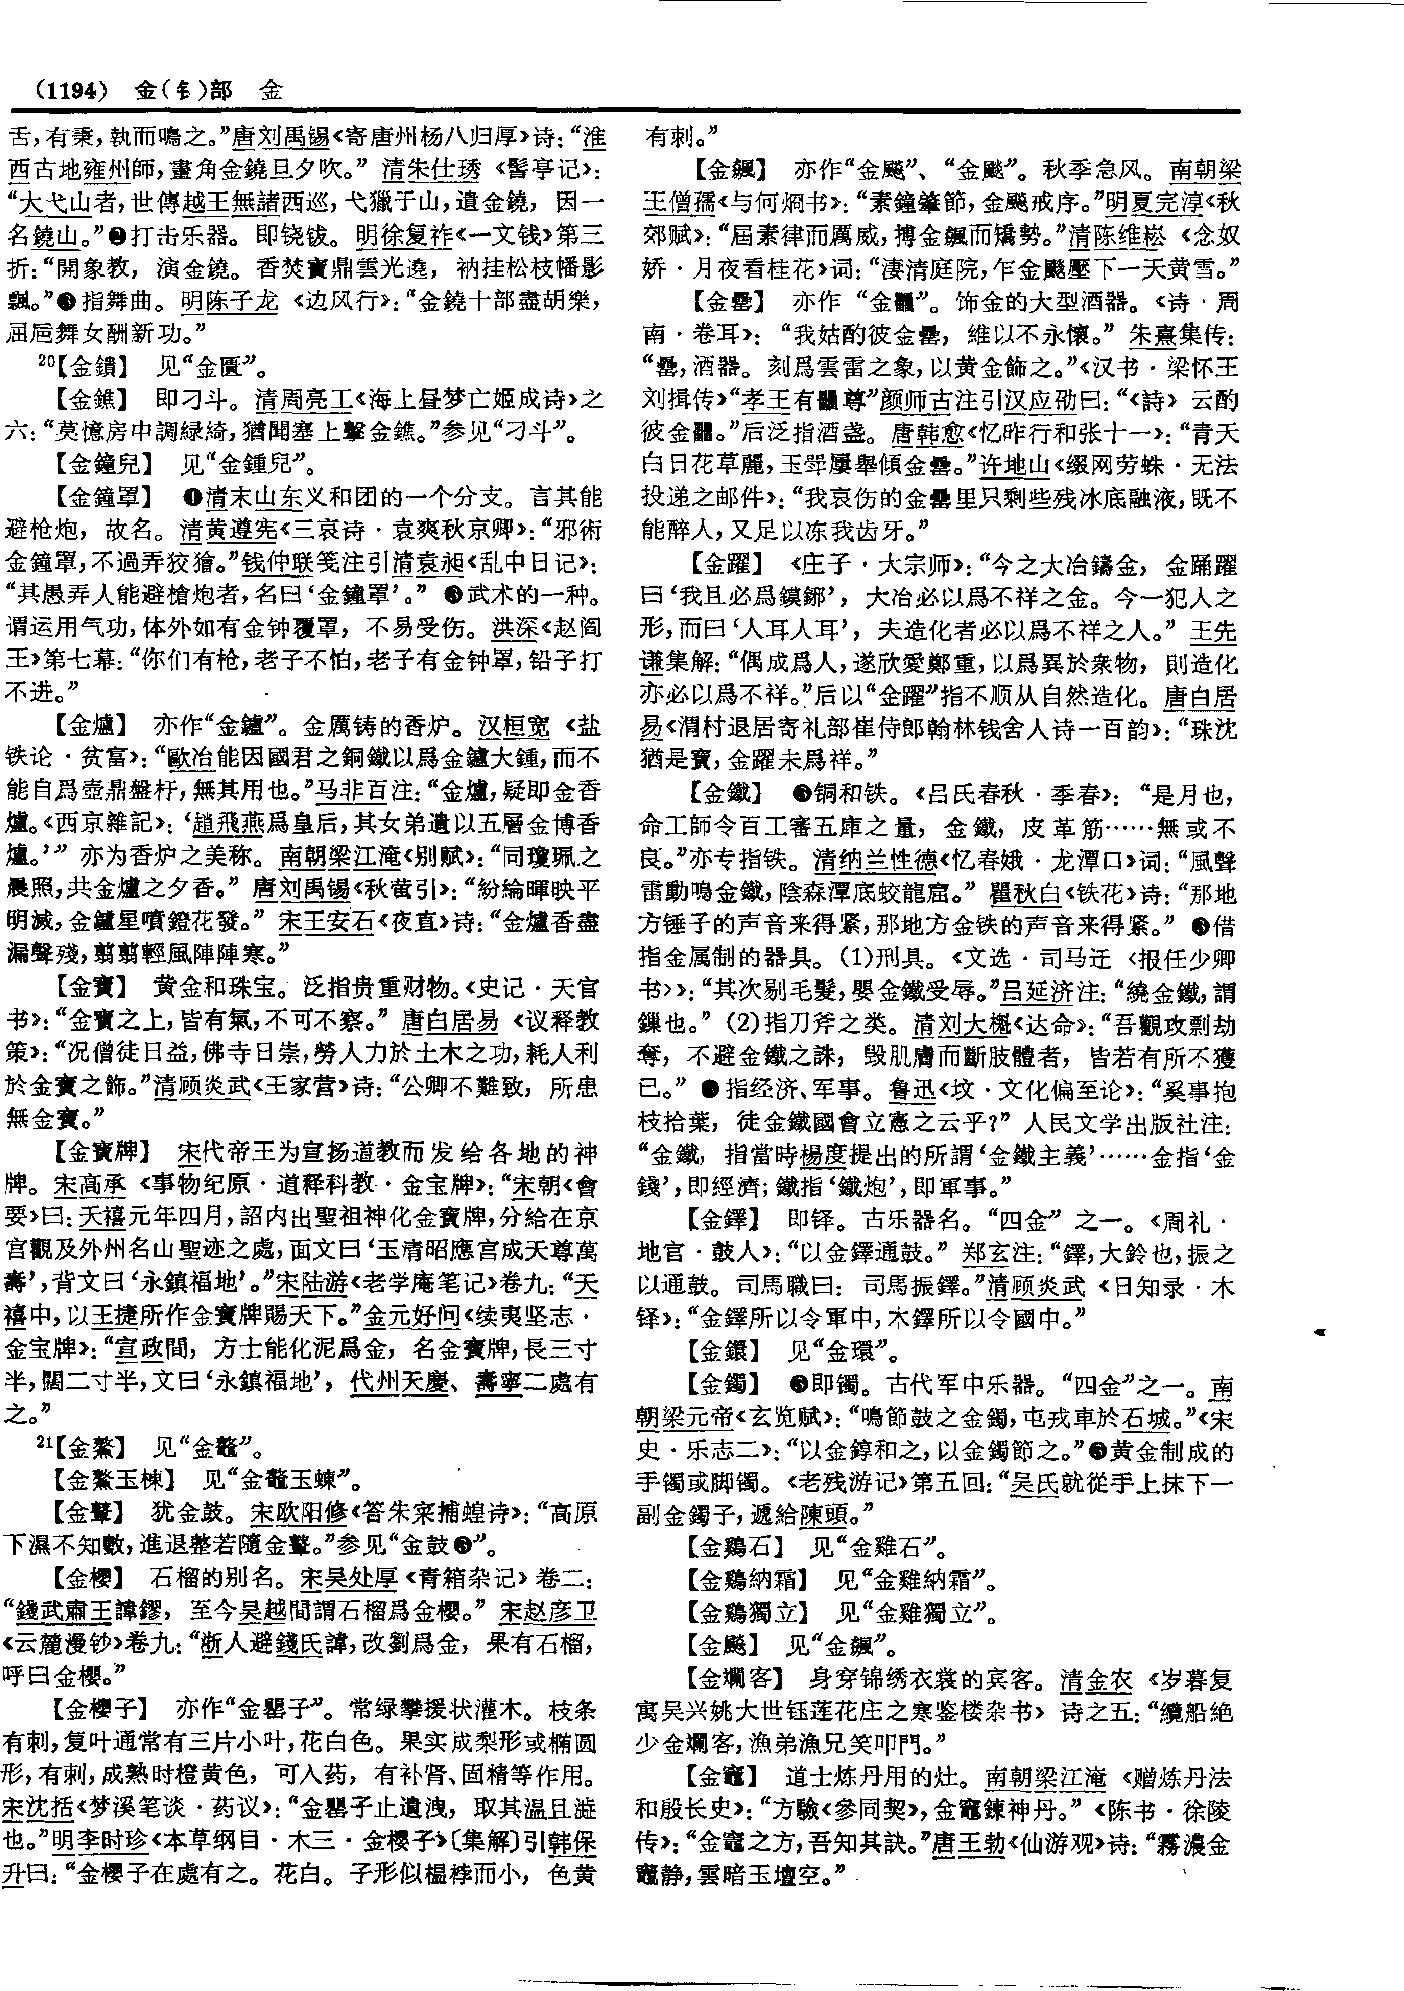 (1194) 金(钅)部 金
舌,有秉,執而鳴之。”唐刘禹锡《寄唐州杨八归厚》诗:“淮
西古地雍州師,畫角金鐃旦夕吹。” 清朱仕琇《髻亭记》:
“大弋山者,世傳越王無諸西巡,弋獵于山,遺金鐃, 因一
名鐃山。”❷打击乐器。即铙钹。明徐复祚《一文钱》第三
折:“開象教, 演金鐃。香焚寶鼎雲光遶, 衲挂松枝幡影
飄。”❸指舞曲。明陈子龙《边风行》:“金鐃十部盡胡樂,
屈卮舞女酬新功。”
20【金鐀】 见“金匱”。
【金鐎】 即刁斗。清周亮工《海上昼梦亡姬成诗》之
六:“莫憶房中調緑綺,猶聞塞上擊金鐎。”参见“刁斗”。
【金鐘兒】 见“金鍾兒”。
【金鐘罩】 ❶清末山东义和团的一个分支。言其能
避枪炮, 故名。清黄遵宪《三哀诗·袁爽秋京卿》:“邪術
金鐘罩,不過弄狡獪。”钱仲联笺注引清袁昶《乱中日记》:
“其愚弄人能避槍炮者,名曰‘金鐘罩’。” ❷武术的一种。
谓运用气功,体外如有金钟覆罩, 不易受伤。洪深《赵阎
王》第七幕:“你们有枪,老子不怕,老子有金钟罩,铅子打
不进。”
【金爐】 亦作“金鑪”。金属铸的香炉。汉桓宽《盐
铁论·贫富》:“歐冶能因國君之銅鐵以爲金鑪大鍾,而不
能自爲壺鼎盤杅,無其用也。”马非百注:“金爐,疑即金香
爐。《西京雜記》:‘趙飛燕爲皇后,其女弟遺以五層金博香
爐。’” 亦为香炉之美称。南朝梁江淹《别赋》:“同瓊珮之
晨照,共金爐之夕香。” 唐刘禹锡《秋萤引》:“紛綸暉映平
明滅,金鑪星噴鐙花發。” 宋王安石《夜直》诗:“金爐香盡
漏聲殘,翦翦輕風陣陣寒。”
【金寶】 黄金和珠宝。泛指贵重财物。《史记·天官
书》:“金寶之上,皆有氣,不可不察。” 唐白居易《议释教
策》:“况僧徒日益,佛寺日崇,勞人力於土木之功,耗人利
於金寶之飾。”清顾炎武《王家营》诗:“公卿不難致, 所患
無金寶。”
【金寶牌】 宋代帝王为宣扬道教而发给各地的神
牌。宋高承《事物纪原·道释科教·金宝牌》:“宋朝《會
要》曰:天禧元年四月,詔内出聖祖神化金寶牌,分給在京
宫觀及外州名山聖迹之處,面文曰‘玉清昭應宫成天尊萬
壽’,背文曰‘永鎮福地’。”宋陆游《老学庵笔记》卷九:“天
禧中,以王捷所作金寶牌賜天下。”金元好问《续夷坚志·
金宝牌》:“宣政間, 方士能化泥爲金, 名金寶牌,長三寸
半,闊二寸半,文曰‘永鎮福地’, 代州天慶、壽寧二處有
之。”
21【金鰲】 见“金鼇”。
【金鰲玉棟】 见“金鼇玉蝀”。
【金鼙】 犹金鼓。宋欧阳修《答朱寀捕蝗诗》:“高原
下濕不知數,進退整若隨金鼙。”参见“金鼓❸”。
【金櫻】 石榴的别名。宋吴处厚《青箱杂记》卷二:
“錢武肅王諱鏐, 至今吴越間謂石榴爲金櫻。” 宋赵彦卫
《云麓漫钞》卷九:“浙人避錢氏諱,改劉爲金, 果有石榴,
呼曰金櫻。”
【金櫻子】 亦作“金罌子”。常绿攀援状灌木。枝条
有刺,复叶通常有三片小叶,花白色。果实成梨形或椭圆
形,有刺,成熟时橙黄色, 可入药, 有补肾、固精等作用。
宋沈括《梦溪笔谈·药议》:“金罌子止遺洩, 取其温且澁
也。”明李时珍《本草纲目·木三·金樱子》〔集解〕引韩保
升曰:“金櫻子在處有之。花白。子形似榅桲而小, 色黄
有刺。”
【金飆】 亦作“金飈”、“金飇”。秋季急风。南朝梁
王僧孺《与何炯书》:“素鐘肇節,金飈戒序。”明夏完淳《秋
郊赋》:“屆素律而厲威,摶金飆而矯勢。”清陈维崧《念奴
娇·月夜看桂花》词:“淒清庭院,乍金飇壓下一天黄雪。”
【金罍】 亦作 “金䨻”。饰金的大型酒器。《诗·周
南·卷耳》: “我姑酌彼金罍, 維以不永懷。” 朱熹集传:
“罍,酒器。刻爲雲雷之象,以黄金飾之。”《汉书·梁怀王
刘揖传》“孝王有䨻尊”颜师古注引汉应劭曰:“《詩》云酌
彼金䨻。”后泛指酒盏。唐韩愈《忆昨行和张十一》:“青天
白日花草麗,玉斝屢舉傾金罍。”许地山《缀网劳蛛·无法
投递之邮件》:“我哀伤的金罍里只剩些残冰底融液,既不
能醉人,又足以冻我齿牙。”
【金躍】 《庄子·大宗师》:“今之大冶鑄金, 金踊躍
曰‘我且必爲鏌鋣’, 大冶必以爲不祥之金。今一犯人之
形,而曰‘人耳人耳’, 夫造化者必以爲不祥之人。” 王先
谦集解:“偶成爲人,遂欣愛鄭重,以爲異於衆物, 則造化
亦必以爲不祥。”后以“金躍”指不顺从自然造化。唐白居
易《渭村退居寄礼部崔侍郎翰林钱舍人诗一百韵》:“珠沈
猶是寶,金躍未爲祥。”
【金鐵】 ❶铜和铁。《吕氏春秋·季春》: “是月也,
命工師令百工審五庫之量, 金鐵, 皮革筋……無或不
良。”亦专指铁。清纳兰性德《忆春娥·龙潭口》词:“風聲
雷動鳴金鐵,陰森潭底蛟龍窟。” 瞿秋白《铁花》诗:“那地
方锤子的声音来得紧,那地方金铁的声音来得紧。” ❷借
指金属制的器具。(1)刑具。《文选·司马迁〈报任少卿
书〉》:“其次剔毛髮,嬰金鐵受辱。”吕延济注:“繞金鐵,謂
鏁也。”(2)指刀斧之类。清刘大櫆《达命》:“吾觀攻剽劫
奪, 不避金鐵之誅, 毁肌膚而斷肢體者, 皆若有所不獲
已。” ❸指经济、军事。鲁迅《坟·文化偏至论》:“奚事抱
枝拾葉, 徒金鐵國會立憲之云乎?” 人民文学出版社注:
“金鐵, 指當時楊度提出的所謂‘金鐵主義’……金指‘金
錢’,即經濟;鐵指‘鐵炮’,即軍事。”
【金鐸】 即铎。古乐器名。“四金” 之一。《周礼·
地官·鼓人》:“以金鐸通鼓。” 郑玄注:“鐸,大鈴也,振之
以通鼓。司馬職曰: 司馬振鐸。”清顾炎武《日知录·木
铎》:“金鐸所以令軍中,木鐸所以令國中。”
【金鐶】 见“金環”。
【金鐲】 ❶即镯。古代军中乐器。“四金”之一。南
朝梁元帝《玄览赋》:“鳴節鼓之金鐲,屯戎車於石城。”《宋
史·乐志二》:“以金錞和之,以金鐲節之。”❷黄金制成的
手镯或脚镯。《老残游记》第五回:“吴氏就從手上抹下一
副金鐲子,遞給陳頭。”
【金鷄石】 见“金雞石”。
【金鷄納霜】 见“金雞納霜”。
【金鷄獨立】 见“金雞獨立”。
【金飈】 见“金飆”。
【金斕客】 身穿锦绣衣裳的宾客。清金农《岁暮复
寓吴兴姚大世钰莲花庄之寒鉴楼杂书》诗之五:“纜船絶
少金斕客,漁弟漁兄笑叩門。”
【金竈】 道士炼丹用的灶。南朝梁江淹《赠炼丹法
和殷长史》:“方驗《參同契》,金竈鍊神丹。”《陈书·徐陵
传》:“金竈之方,吾知其訣。”唐王勃《仙游观》诗:“霧濃金
竈静,雲暗玉壇空。”